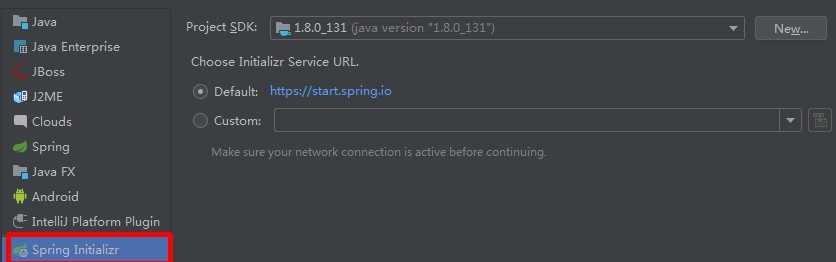 Java
Java Enterprise
JBoss
J2ME
Clouds
Spring
Java FX
Android
IntelliJ Platform Plugin
Spring Initializr
Project SDK: 1.8.0_131 (java version "1.8.0_131") New...
Choose Initializr Service URL.
Default: https://start.spring.io
Custom:
Make sure your network connection is active before continuing.